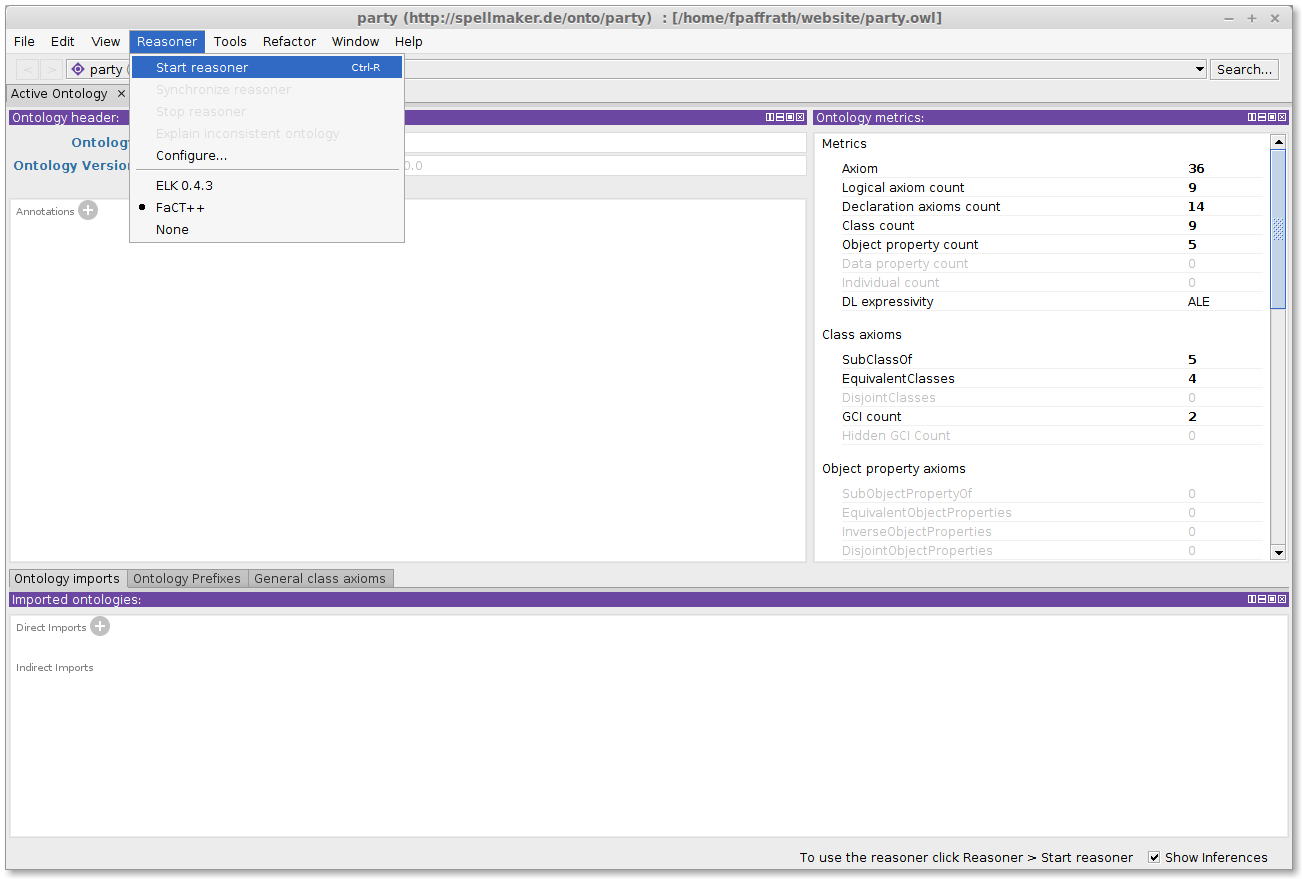 party (http://spellmaker.de/onto/party) : [/home/fpaffrath/website/party.owl]
File Edit View Reasoner Tools Refactor Window Help
< > party ( Search...
Active Ontology ×
Start reasoner Ctrl-R
Synchronize reasoner
Stop reasoner
Explain inconsistent ontology
Configure...
ELK 0.4.3
FaCT++
None
Ontology header:
Ontology
Ontology Version 0.0
Annotations
Ontology metrics:
Metrics
Axiom 36
Logical axiom count 9
Declaration axioms count 14
Class count 9
Object property count 5
Data property count 0
Individual count 0
DL expressivity ALE
Class axioms
SubClassOf 5
EquivalentClasses 4
DisjointClasses 0
GCI count 2
Hidden GCI Count 0
Object property axioms
SubObjectPropertyOf 0
EquivalentObjectProperties 0
InverseObjectProperties 0
DisjointObjectProperties 0
Ontology imports Ontology Prefixes General class axioms
Imported ontologies:
Direct Imports
Indirect Imports
To use the reasoner click Reasoner > Start reasoner Show Inferences